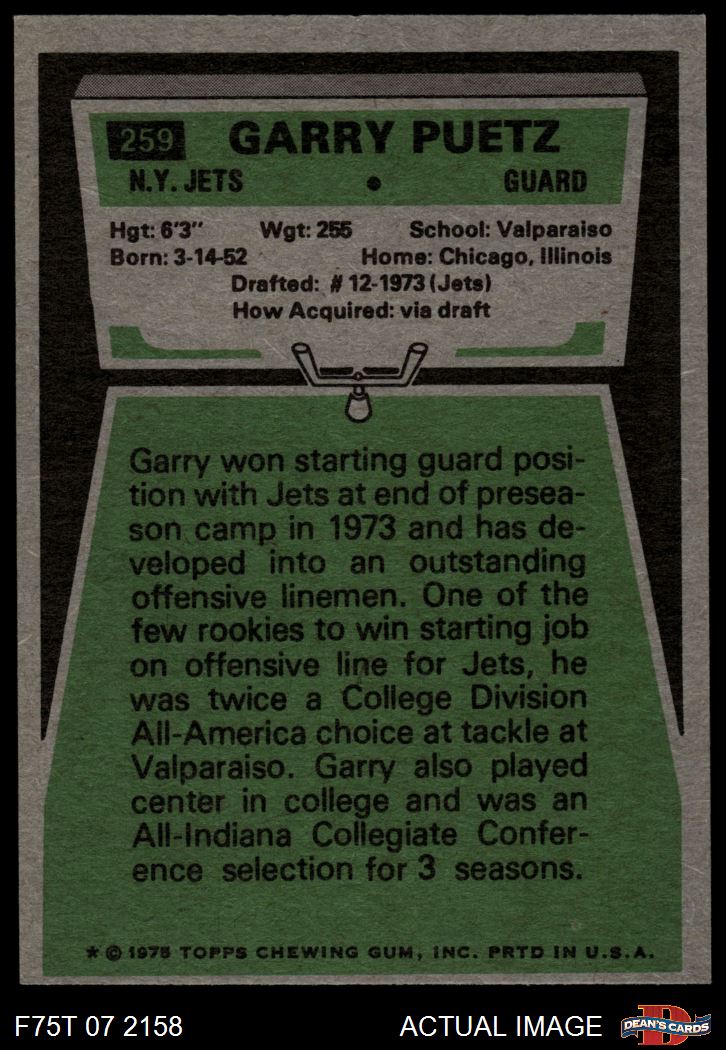 259 GARRY PUETZ
N.Y. JETS • GUARD
Hgt: 6'3" Wgt: 255 School: Valparaiso
Born: 3-14-52 Home: Chicago, Illinois
Drafted: # 12-1973 (Jets)
How Acquired: via draft
Garry won starting guard posi-
tion with Jets at end of presea-
son camp in 1973 and has de-
veloped into an outstanding
offensive linemen. One of the
few rookies to win starting job
on offensive line for Jets, he
was twice a College Division
All-America choice at tackle at
Valparaiso. Garry also played
center in college and was an
All-Indiana Collegiate Confer-
ence selection for 3 seasons.
* © 1975 TOPPS CHEWING GUM, INC. PRTD IN U.S.A.
F75T 07 2158 ACTUAL IMAGE D DEAN'S CARDS